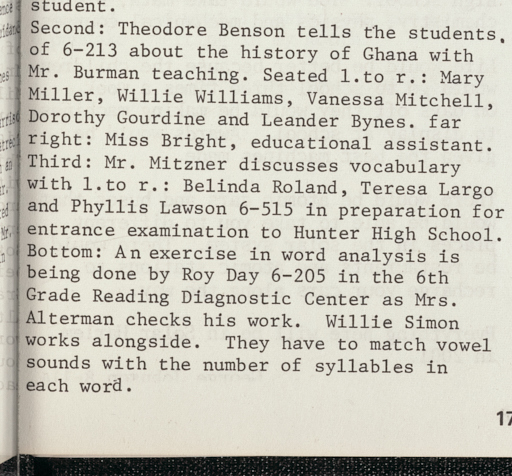 student.
Second: Theodore Benson tells the students.
of 6-213 about the history of Ghana with
Mr. Burman teaching. Seated l.to r.: Mary
Miller, Willie Williams, Vanessa Mitchell,
Dorothy Gourdine and Leander Bynes. far
right: Miss Bright, educational assistant.
Third: Mr. Mitzner discusses vocabulary
with l.to r.: Belinda Roland, Teresa Largo
and Phyllis Lawson 6-515 in preparation for
entrance examination to Hunter High School.
Bottom: An exercise in word analysis is
being done by Roy Day 6-205 in the 6th
Grade Reading Diagnostic Center as Mrs.
Alterman checks his work. Willie Simon
works alongside. They have to match vowel
sounds with the number of syllables in
each word.
17